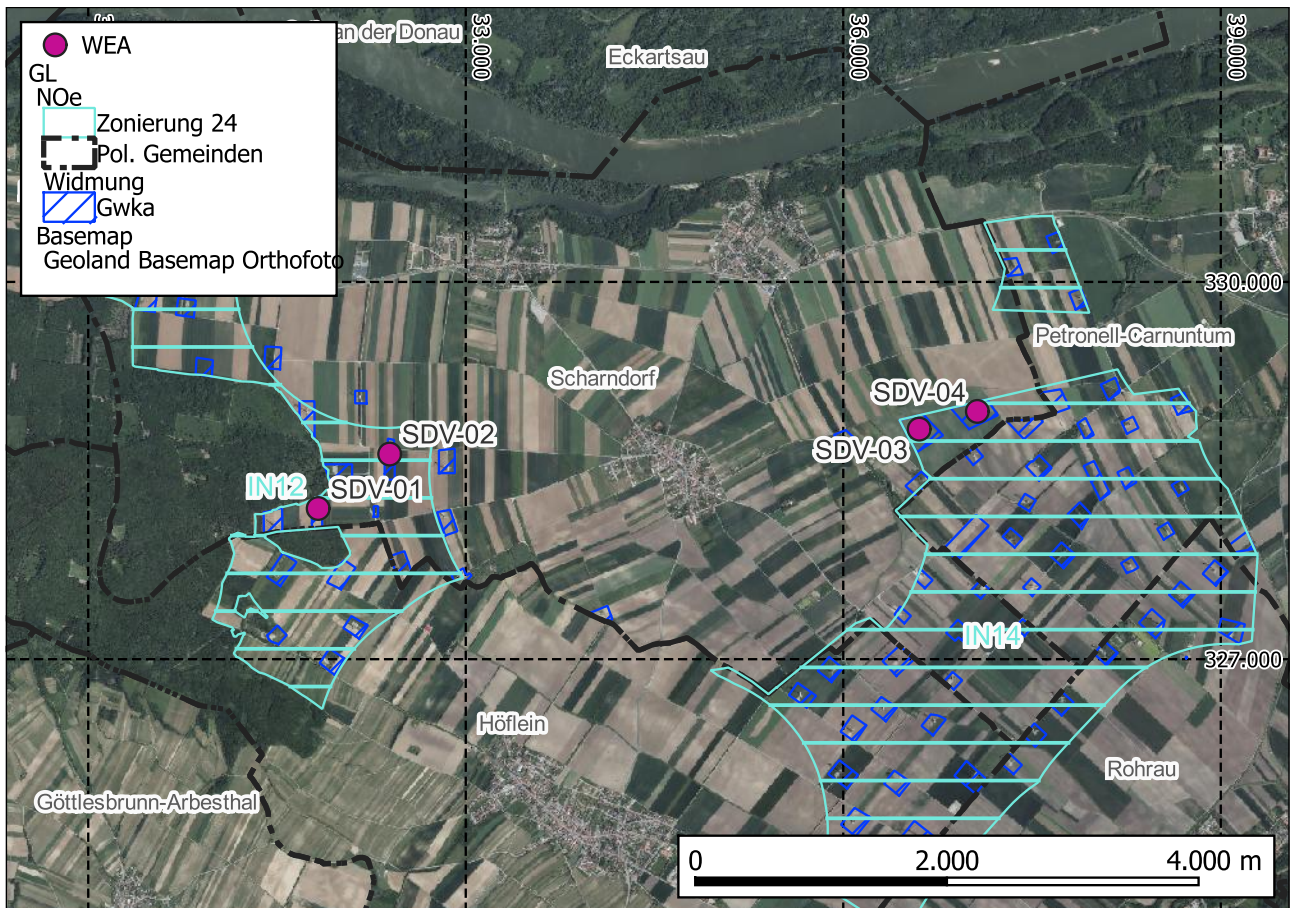 WEA
GL
NOe
Zonierung 24
Pol. Gemeinden
Widmung
Gwka
Basemap
Geoland Basemap Orthofoto
an der Donau
Eckartsau
33.000
36.000
39.000
330.000
Petronell-Carnuntum
Scharndorf
SDV-04
SDV-03
SDV-02
IN12
SDV-01
IN14
327.000
Höflein
Rohrau
Göttlesbrunn-Arbesthal
0
2.000
4.000 m